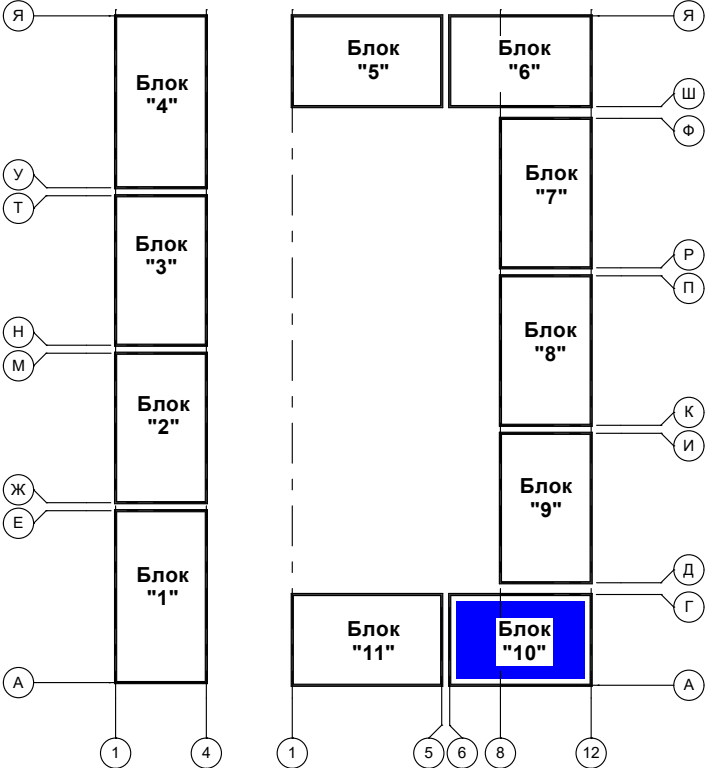 Я
Я
Блок
"5"
Блок
"6"
Блок
"4"
Ш
Ф
У
Т
Блок
"7"
Блок
"3"
Р
П
Н
М
Блок
"8"
Блок
"2"
К
И
Ж
Е
Блок
"9"
Блок
"1"
Д
Г
Блок
"11"
Блок
"10"
А
А
1
4
1
5
6
8
12